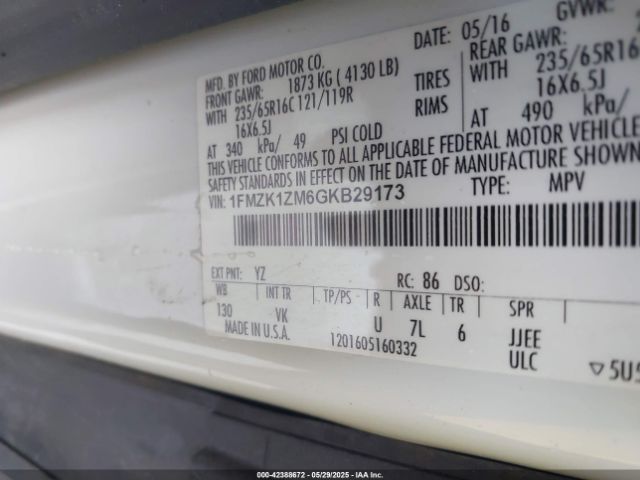 MFD. BY FORD MOTOR CO. DATE: 05/16 GVWR:
FRONT GAWR: 1873 KG ( 4130 LB) REAR GAWR:
WITH 235/65R16C 121/119R TIRES WITH 235/65R16
16X6.5J RIMS 16X6.5J
AT 340 kPa/ 49 PSI COLD AT 490 kPa/
THIS VEHICLE CONFORMS TO ALL APPLICABLE FEDERAL MOTOR VEHICLE
SAFETY STANDARDS IN EFFECT ON THE DATE OF MANUFACTURE SHOWN
VIN: 1FMZK1ZM6GKB29173 TYPE: MPV
EXT PNT: YZ RC: 86 DSO:
WB INT TR TP/PS R AXLE TR SPR
130 VK U 7L 6 JJEE
MADE IN U.S.A. 1201605160332 ULC ▽5U5
000-42388672 - 05/29/2025 - IAA Inc.